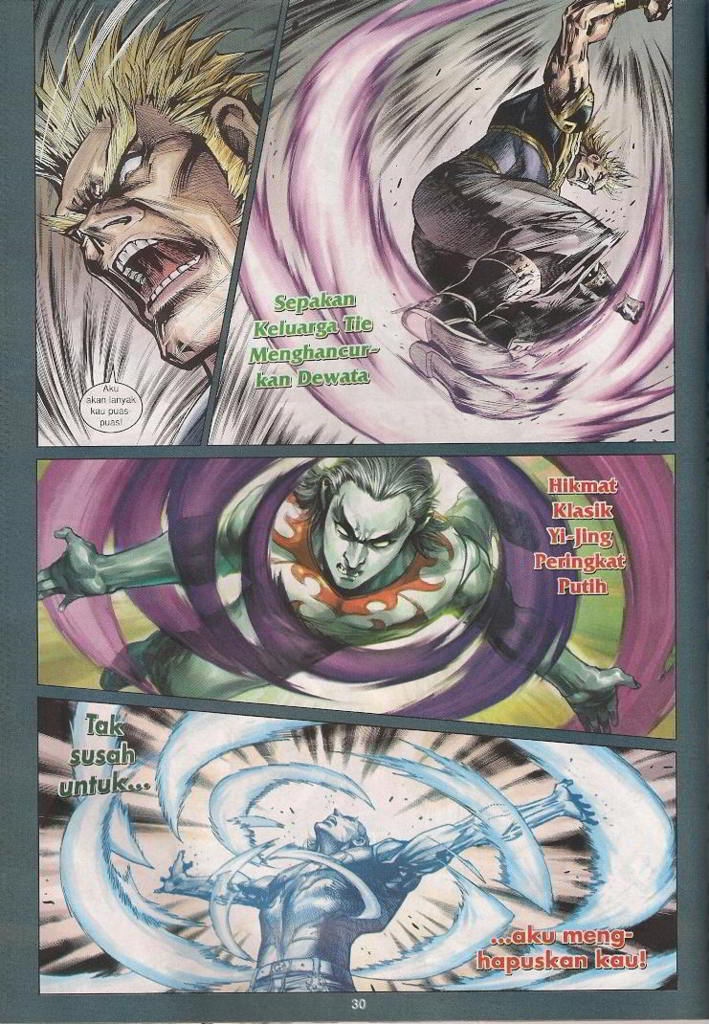 Aku
akan lanyak
kau puas-
puas!
Sepakan
Keluarga Tie
Menghancur-
kan Dewata
Hikmat
Klasik
Yi-Jing
Peringkat
Putih
Tak
susah
untuk...
...aku meng-
hapuskan kau!
30